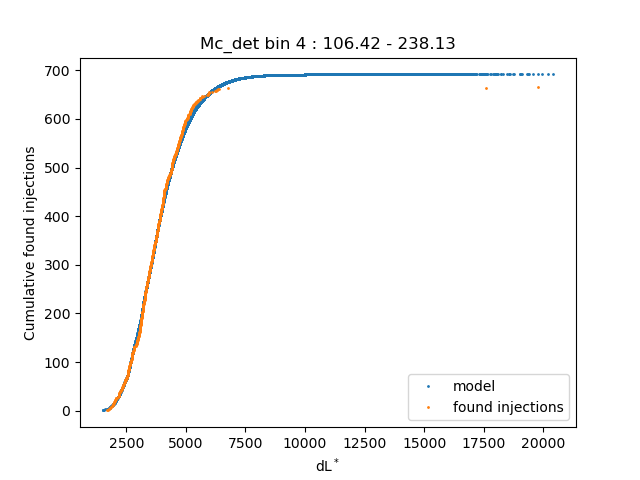 Mc_det bin 4 : 106.42 - 238.13
Cumulative found injections
700
600
500
400
300
200
100
0
2500 5000 7500 10000 12500 15000 17500 20000
dL*
model
found injections